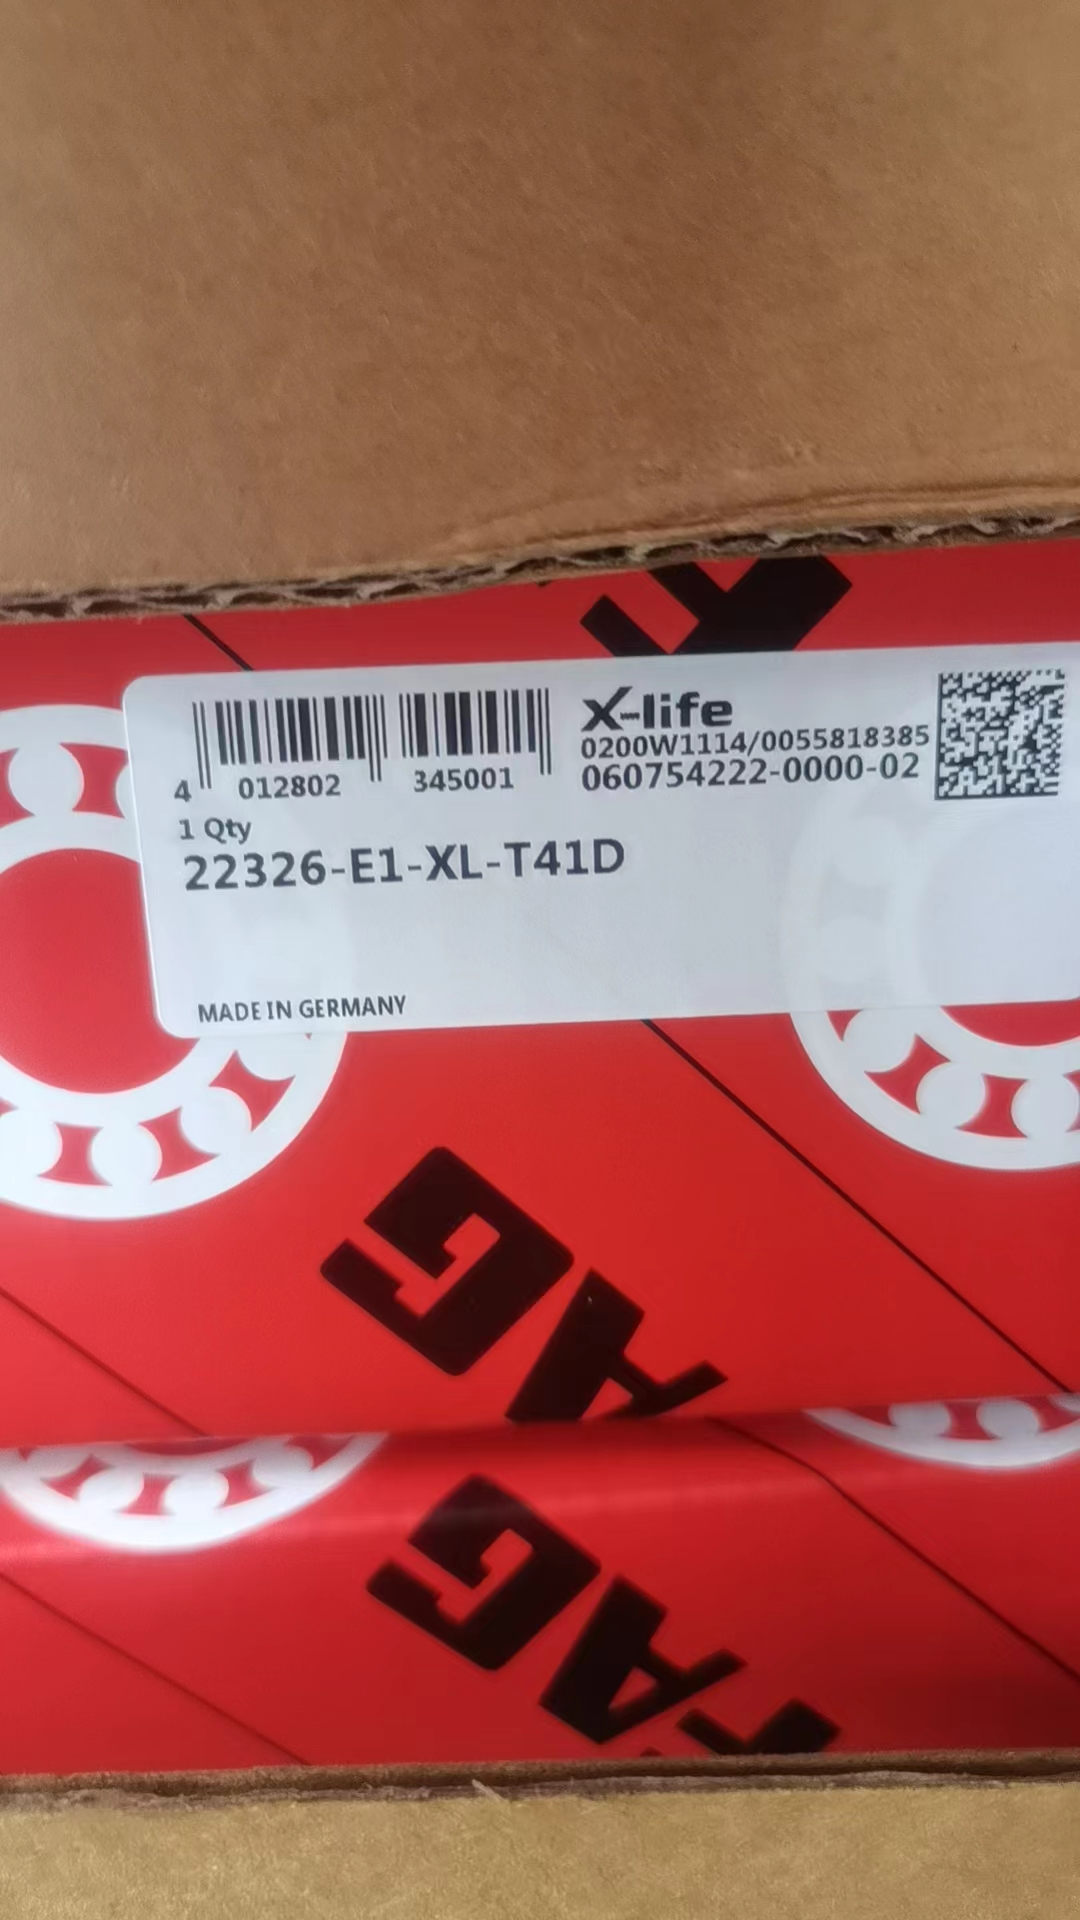 X-life
0200W1114/0055818385
060754222-0000-02
4 012802 345001
1 Qty
22326-E1-XL-T41D
MADE IN GERMANY
FAG
FAG